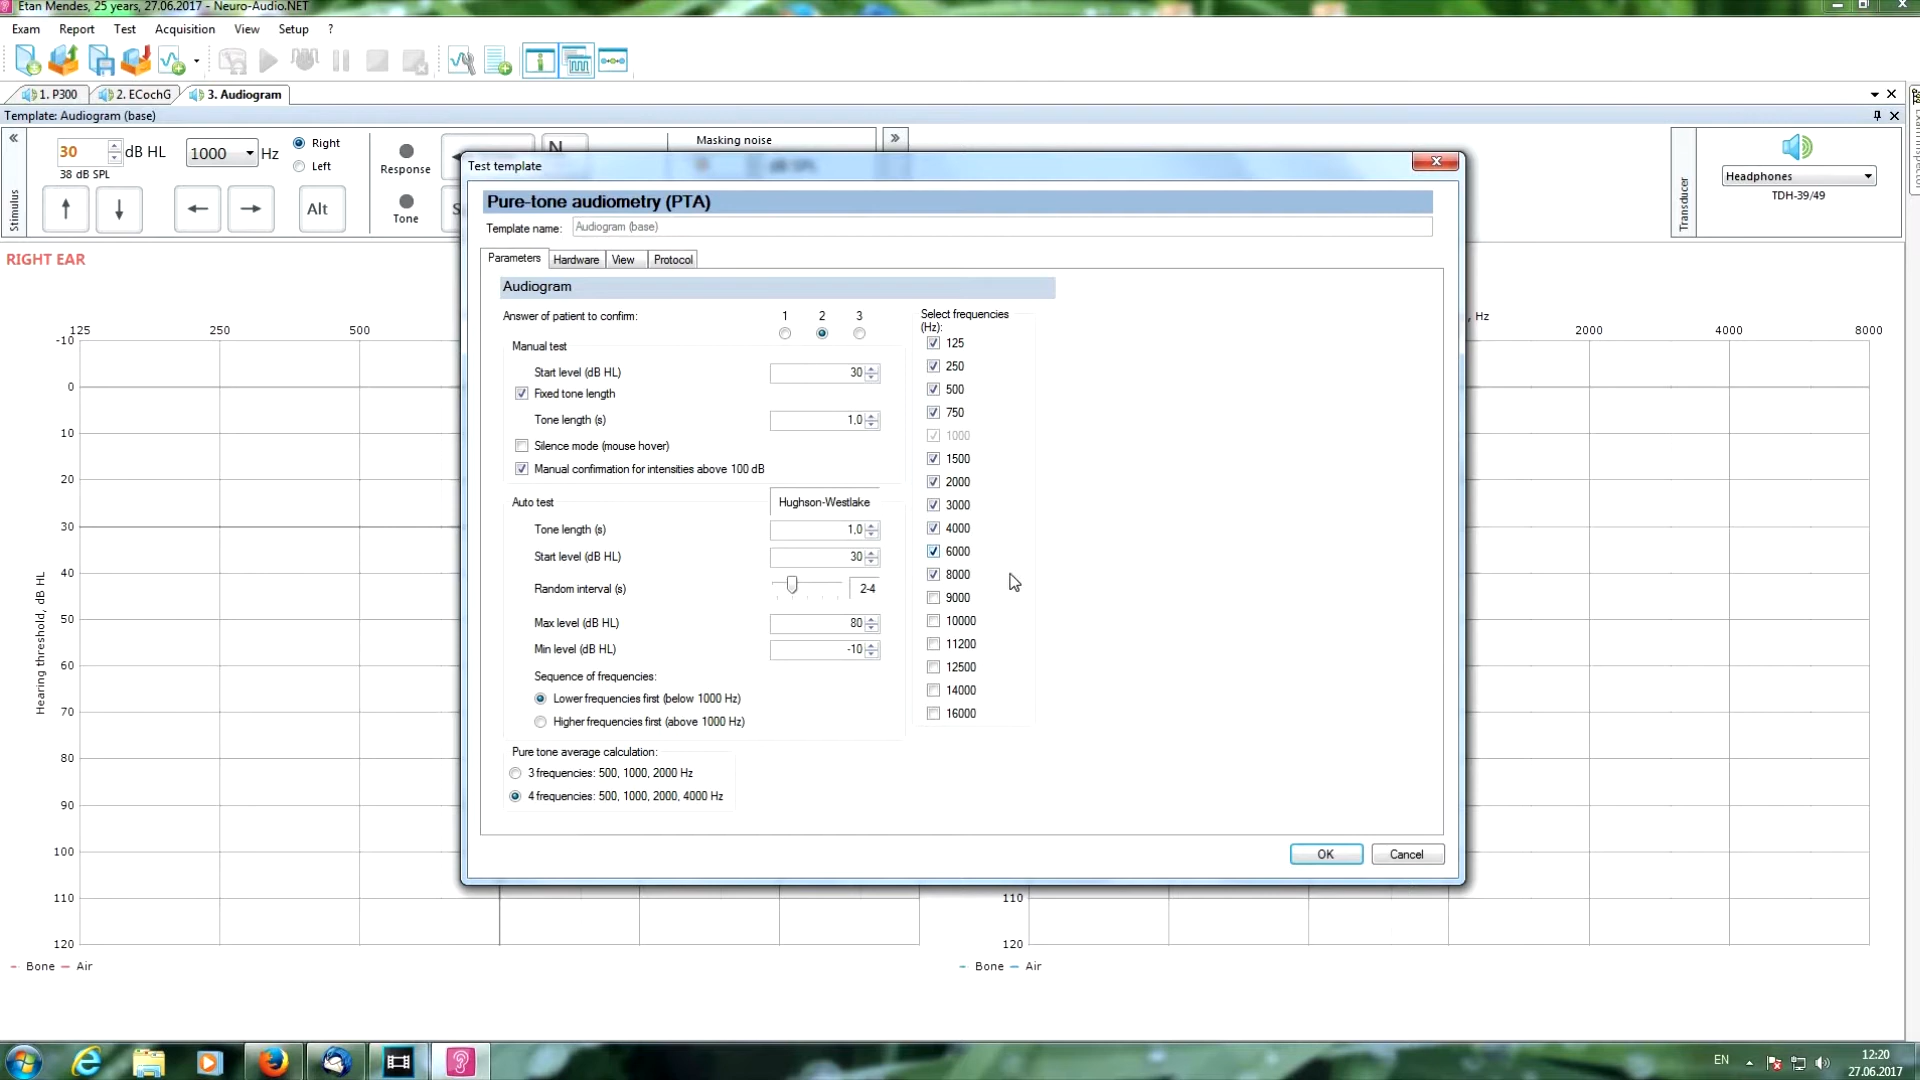 Etan Mendes, 25 years, 27.06.2017 - Neuro-Audio.NET
Exam Report Test Acquisition View Setup ?
1. P300 2. ECochG 3. Audiogram
Template: Audiogram (base)
Stimulus
30 dB HL 1000 Hz
38 dB SPL
Right
Left
Alt
Response
Tone
N
S
Masking noise
dB SPL
Transducer
Headphones
TDH-39/49
RIGHT EAR
125 250 500
Hearing threshold, dB HL
-10
0
10
20
30
40
50
60
70
80
90
100
110
120
Bone Air
Test template
Pure-tone audiometry (PTA)
Template name: Audiogram (base)
Parameters Hardware View Protocol
Audiogram
Answer of patient to confirm: 1 2 3
Manual test
Start level (dB HL) 30
Fixed tone length
Tone length (s) 1,0
Silence mode (mouse hover)
Manual confirmation for intensities above 100 dB
Auto test Hughson-Westlake
Tone length (s) 1,0
Start level (dB HL) 30
Random interval (s) 2-4
Max level (dB HL) 80
Min level (dB HL) -10
Sequence of frequencies:
Lower frequencies first (below 1000 Hz)
Higher frequencies first (above 1000 Hz)
Pure tone average calculation:
3 frequencies: 500, 1000, 2000 Hz
4 frequencies: 500, 1000, 2000, 4000 Hz
Select frequencies
(Hz):
125
250
500
750
1000
1500
2000
3000
4000
6000
8000
9000
10000
11200
12500
14000
16000
OK Cancel
, Hz
2000 4000 8000
110
120
Bone Air
EN
12:20
27.06.2017